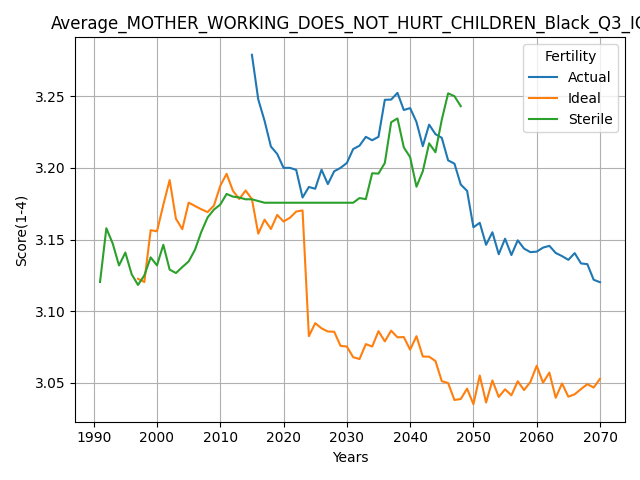 Average_MOTHER_WORKING_DOES_NOT_HURT_CHILDREN_Black_Q3_IQ
Fertility
Actual
Ideal
Sterile
Score(1-4)
3.25
3.20
3.15
3.10
3.05
1990 2000 2010 2020 2030 2040 2050 2060 2070
Years